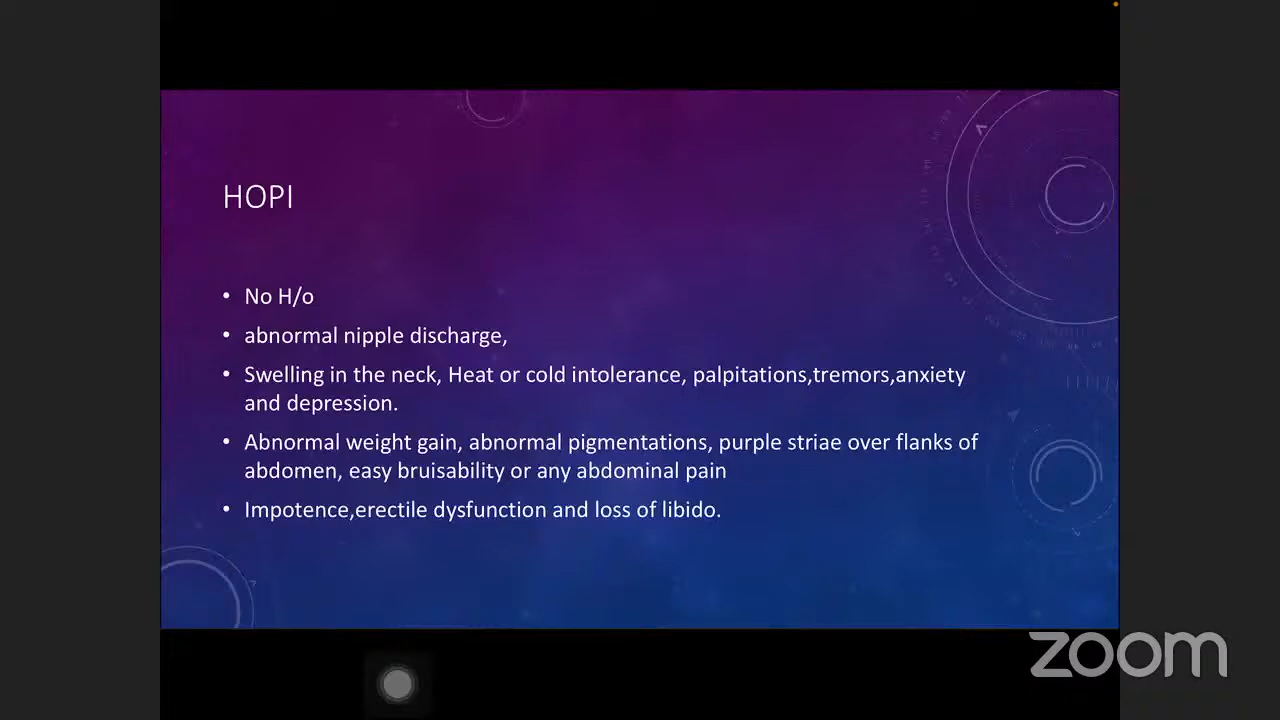 HOPI
• No H/o
• abnormal nipple discharge,
• Swelling in the neck, Heat or cold intolerance, palpitations,tremors,anxiety
and depression.
• Abnormal weight gain, abnormal pigmentations, purple striae over flanks of
abdomen, easy bruisability or any abdominal pain
• Impotence,erectile dysfunction and loss of libido.
zoom